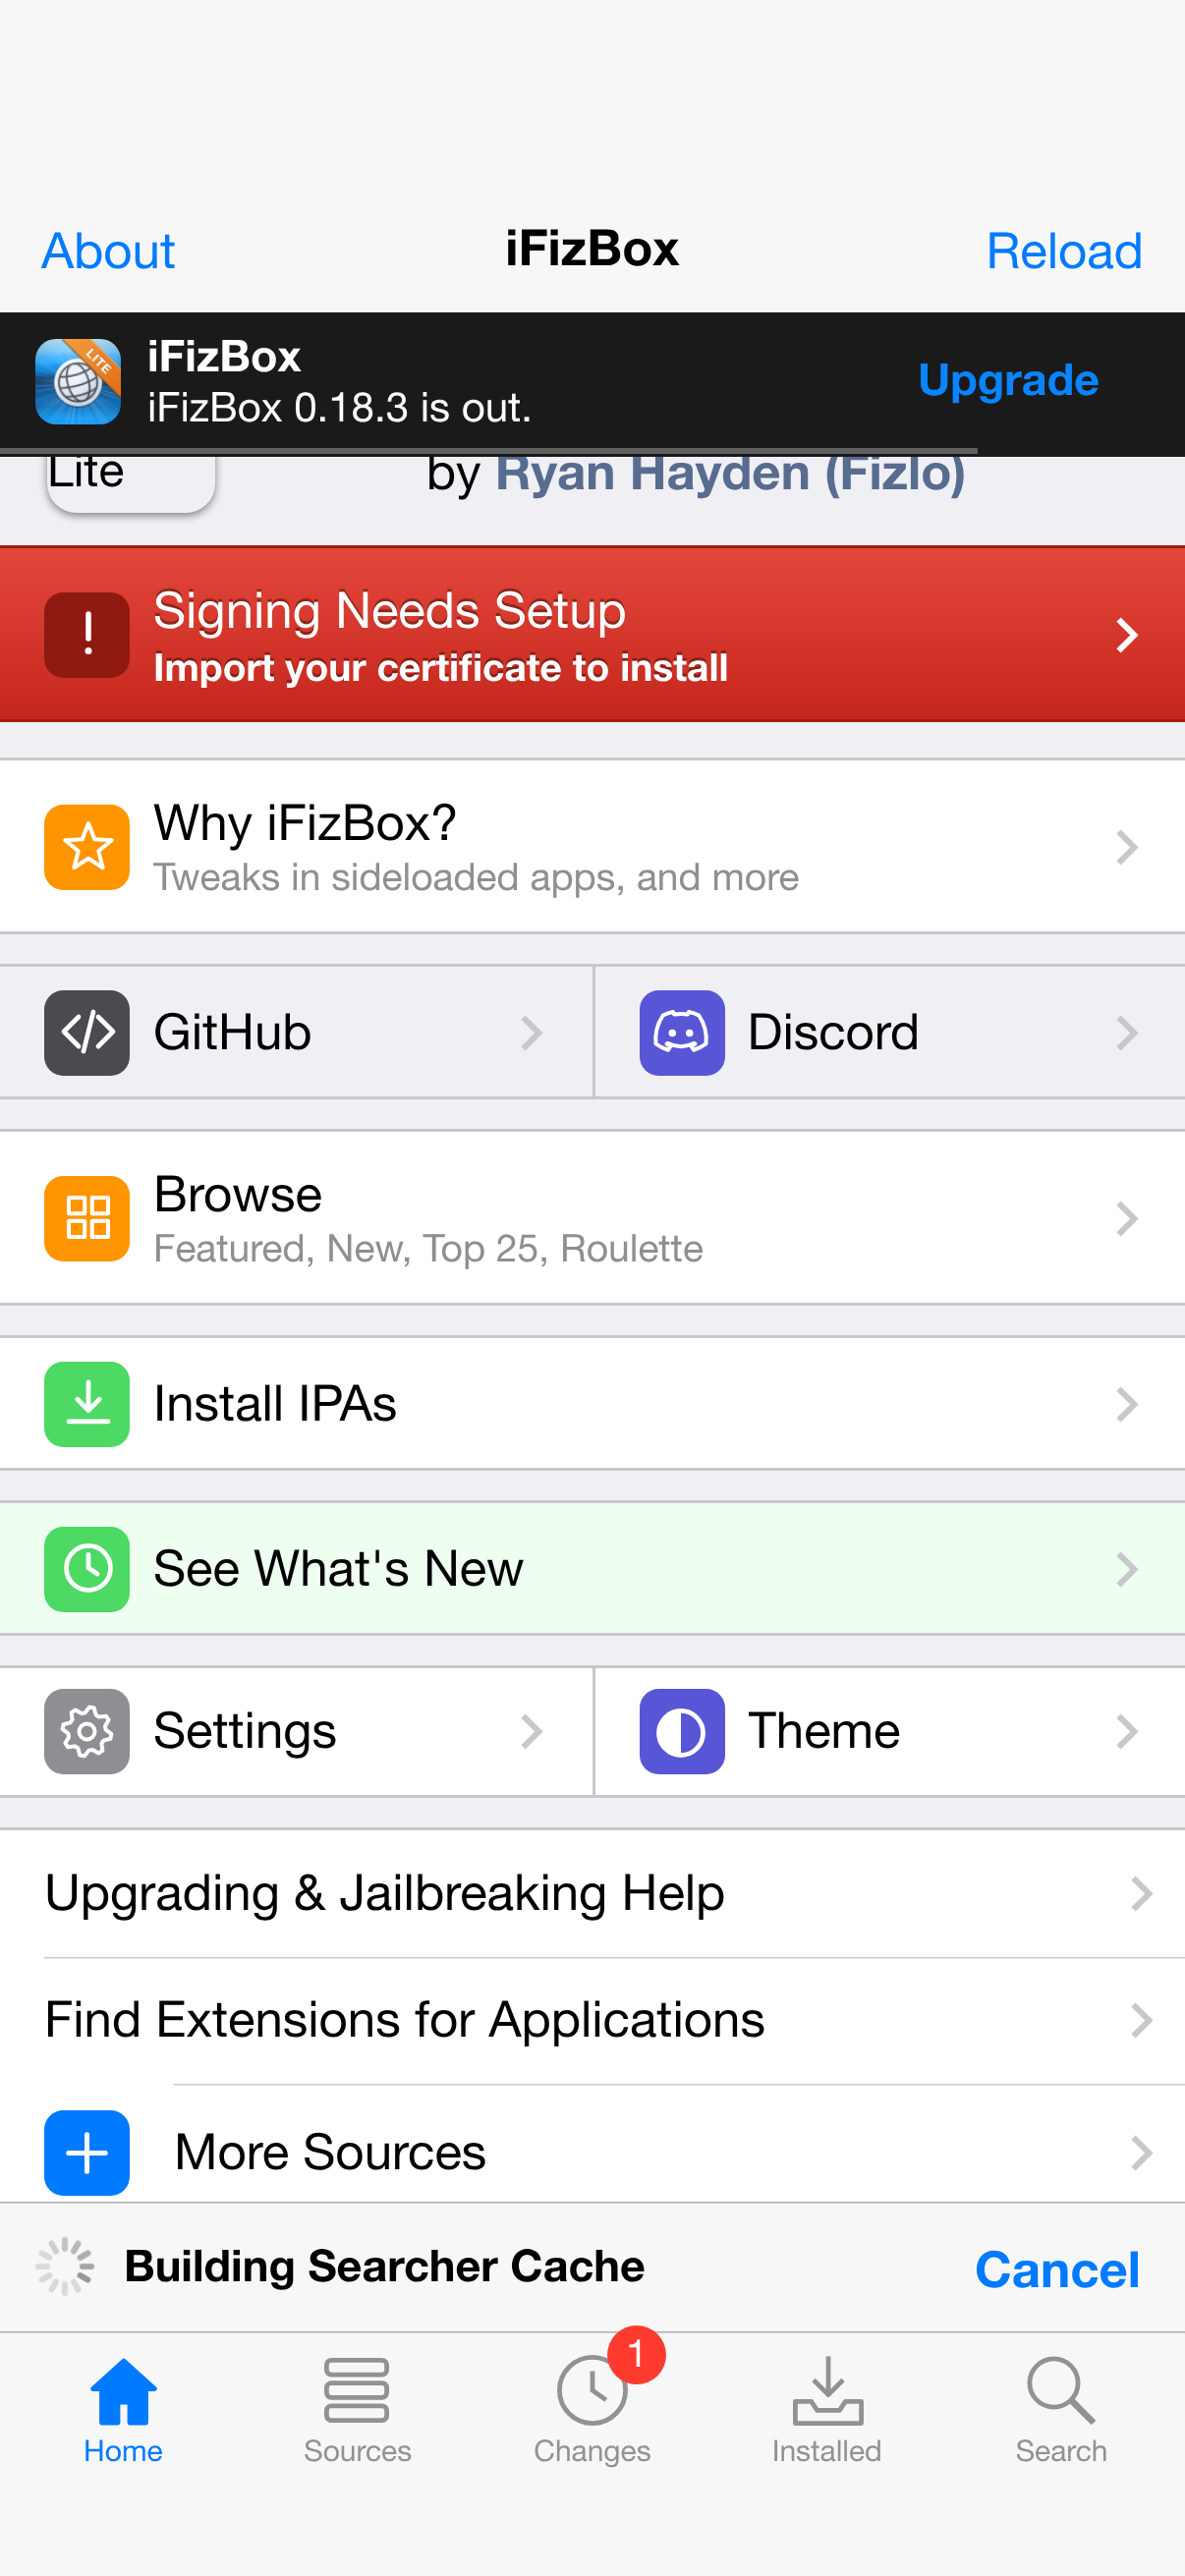 About
iFizBox
Reload
LITE
iFizBox
iFizBox 0.18.3 is out.
Upgrade
Lite
by Ryan Hayden (Fizlo)
Signing Needs Setup
Import your certificate to install
Why iFizBox?
Tweaks in sideloaded apps, and more
GitHub
Discord
Browse
Featured, New, Top 25, Roulette
Install IPAs
See What's New
Settings
Theme
Upgrading & Jailbreaking Help
Find Extensions for Applications
More Sources
Building Searcher Cache
Cancel
1
Home
Sources
Changes
Installed
Search